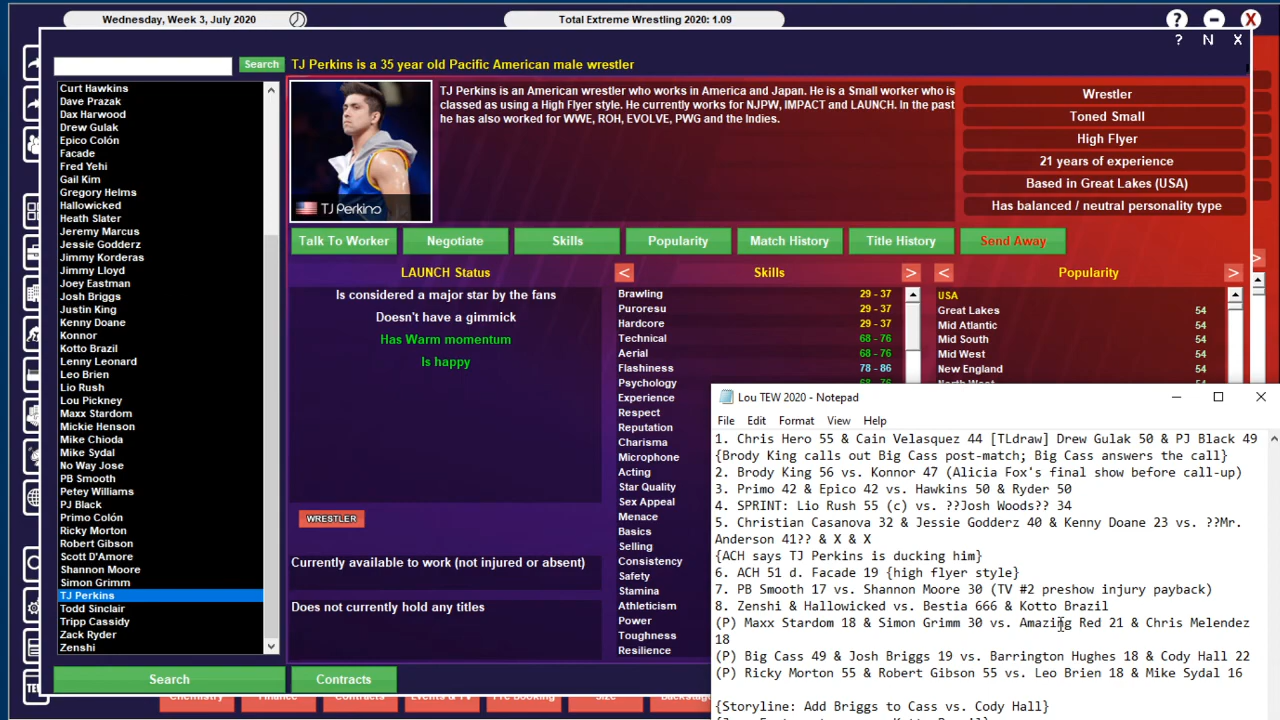 Wednesday, Week 3, July 2020
Total Extreme Wrestling 2020: 1.09
? − X
? N X
Search
TJ Perkins is a 35 year old Pacific American male wrestler
Curt Hawkins
Dave Prazak
Dax Harwood
Drew Gulak
Epico Colón
Facade
Fred Yehi
Gail Kim
Gregory Helms
Hallowicked
Heath Slater
Jeremy Marcus
Jessie Godderz
Jimmy Korderas
Jimmy Lloyd
Joey Eastman
Josh Briggs
Justin King
Kenny Doane
Konnor
Kotto Brazil
Lenny Leonard
Leo Brien
Lio Rush
Lou Pickney
Maxx Stardom
Mickie Henson
Mike Chioda
Mike Sydal
No Way Jose
PB Smooth
Petey Williams
PJ Black
Primo Colón
Ricky Morton
Robert Gibson
Scott D'Amore
Shannon Moore
Simon Grimm
TJ Perkins
Todd Sinclair
Tripp Cassidy
Zack Ryder
Zenshi
Search
Contracts
TJ Perkins
TJ Perkins is an American wrestler who works in America and Japan. He is a Small worker who is
classed as using a High Flyer style. He currently works for NJPW, IMPACT and LAUNCH. In the past
he has also worked for WWE, ROH, EVOLVE, PWG and the Indies.
Wrestler
Toned Small
High Flyer
21 years of experience
Based in Great Lakes (USA)
Has balanced / neutral personality type
Talk To Worker
Negotiate
Skills
Popularity
Match History
Title History
Send Away
LAUNCH Status
Is considered a major star by the fans
Doesn't have a gimmick
Has Warm momentum
Is happy
WRESTLER
Currently available to work (not injured or absent)
Does not currently hold any titles
< Skills >
Brawling 29 - 37
Puroresu 29 - 37
Hardcore 29 - 37
Technical 68 - 76
Aerial 68 - 76
Flashiness 78 - 86
Psychology 68 - 76
Experience
Respect
Reputation
Charisma
Microphone
Acting
Star Quality
Sex Appeal
Menace
Basics
Selling
Consistency
Safety
Stamina
Athleticism
Power
Toughness
Resilience
< Popularity >
USA
Great Lakes 54
Mid Atlantic 54
Mid South 54
Mid West 54
New England 54
North West 54
Lou TEW 2020 - Notepad
File Edit Format View Help
1. Chris Hero 55 & Cain Velasquez 44 [TLdraw] Drew Gulak 50 & PJ Black 49
{Brody King calls out Big Cass post-match; Big Cass answers the call}
2. Brody King 56 vs. Konnor 47 (Alicia Fox's final show before call-up)
3. Primo 42 & Epico 42 vs. Hawkins 50 & Ryder 50
4. SPRINT: Lio Rush 55 (c) vs. ??Josh Woods?? 34
5. Christian Casanova 32 & Jessie Godderz 40 & Kenny Doane 23 vs. ??Mr.
Anderson 41?? & X & X
{ACH says TJ Perkins is ducking him}
6. ACH 51 d. Facade 19 {high flyer style}
7. PB Smooth 17 vs. Shannon Moore 30 (TV #2 preshow injury payback)
8. Zenshi & Hallowicked vs. Bestia 666 & Kotto Brazil
(P) Maxx Stardom 18 & Simon Grimm 30 vs. Amazing Red 21 & Chris Melendez
18
(P) Big Cass 49 & Josh Briggs 19 vs. Barrington Hughes 18 & Cody Hall 22
(P) Ricky Morton 55 & Robert Gibson 55 vs. Leo Brien 18 & Mike Sydal 16
{Storyline: Add Briggs to Cass vs. Cody Hall}